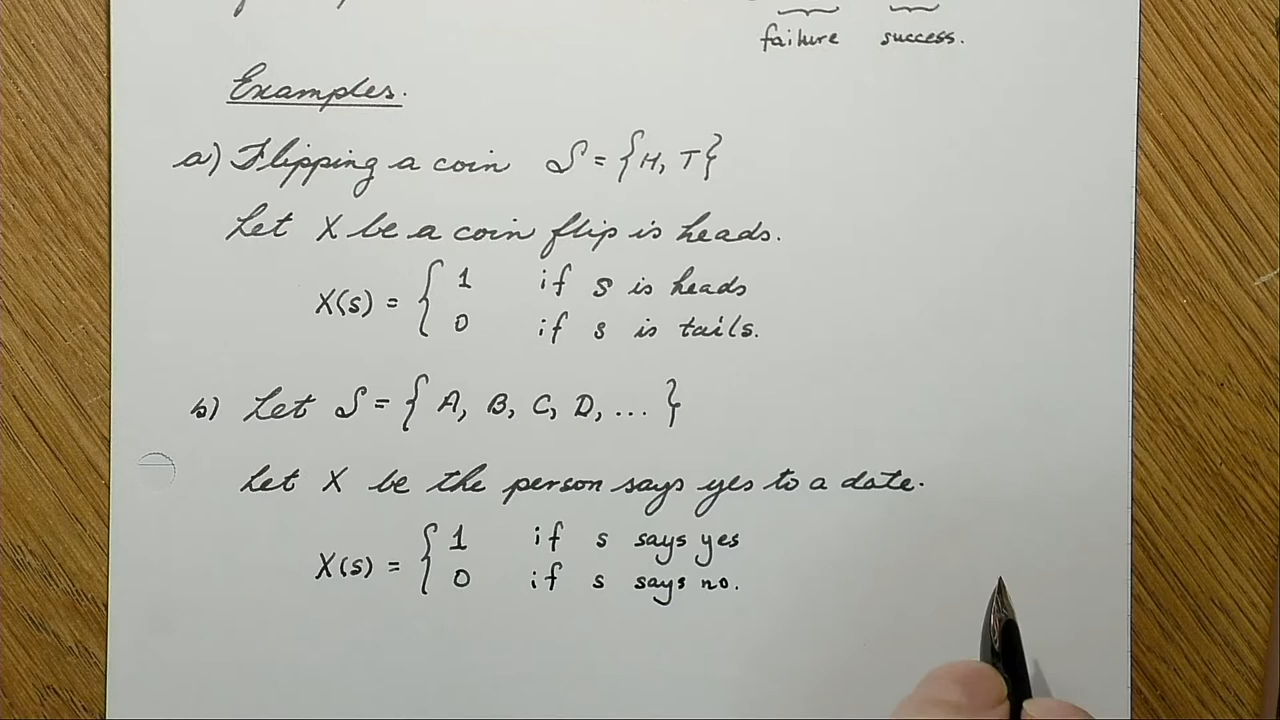 failure success.
Examples.
a) Flipping a coin S = {H, T}
Let X be a coin flip is heads.
X(s) = { 1 if s is heads
0 if s is tails.
b) Let S = { A, B, C, D, ... }
Let X be the person says yes to a date.
X(s) = { 1 if s says yes
0 if s says no.